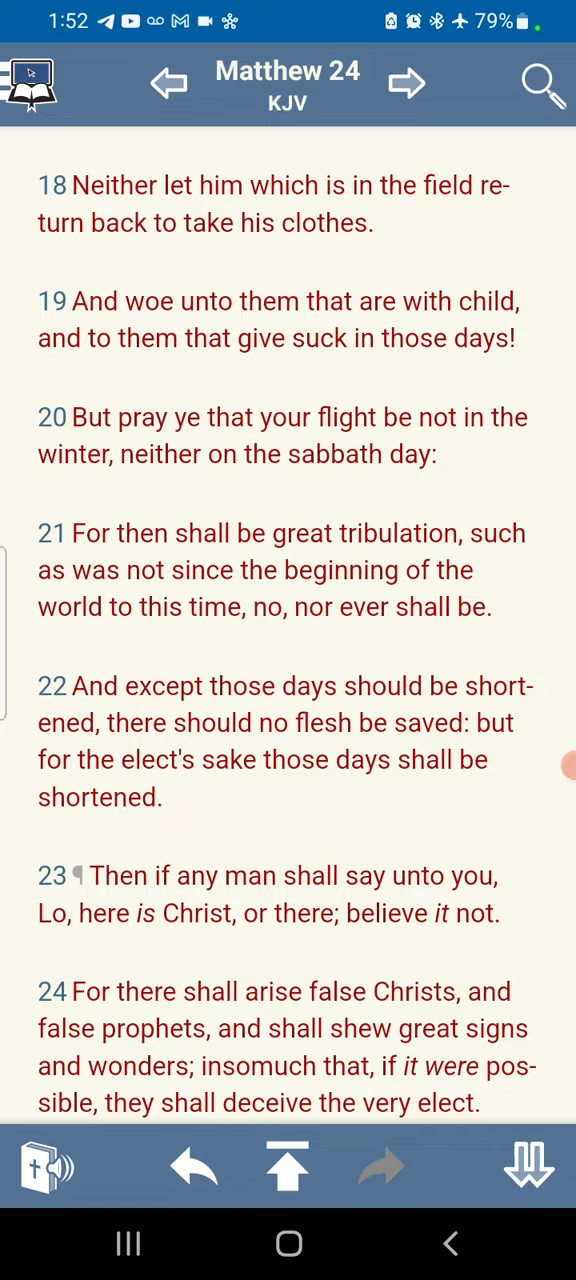 1:52
79%
Matthew 24
KJV
18 Neither let him which is in the field re-
turn back to take his clothes.
19 And woe unto them that are with child,
and to them that give suck in those days!
20 But pray ye that your flight be not in the
winter, neither on the sabbath day:
21 For then shall be great tribulation, such
as was not since the beginning of the
world to this time, no, nor ever shall be.
22 And except those days should be short-
ened, there should no flesh be saved: but
for the elect's sake those days shall be
shortened.
23 ¶ Then if any man shall say unto you,
Lo, here is Christ, or there; believe it not.
24 For there shall arise false Christs, and
false prophets, and shall shew great signs
and wonders; insomuch that, if it were pos-
sible, they shall deceive the very elect.